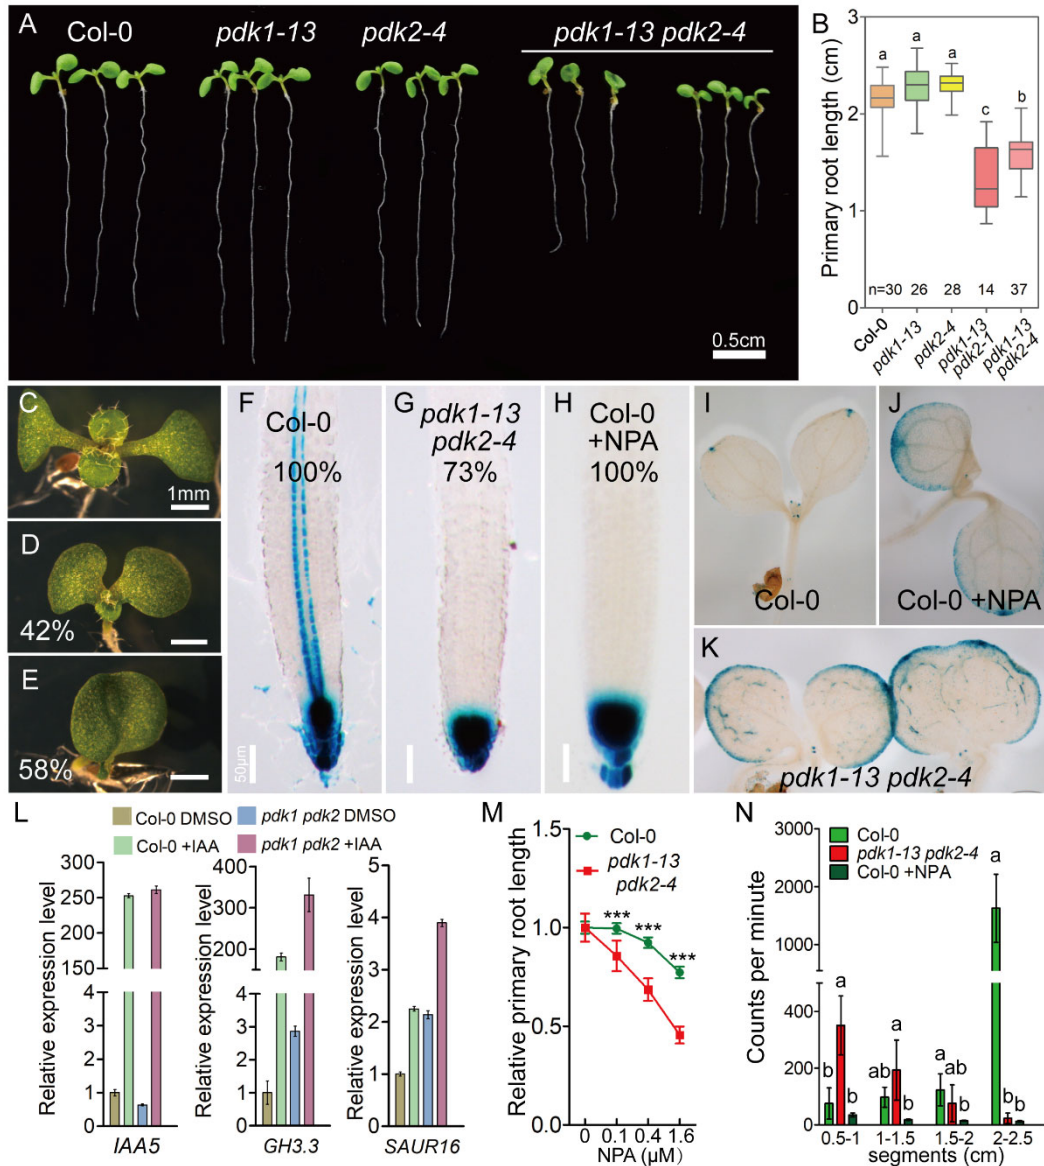 A
Col-0
pdk1-13
pdk2-4
pdk1-13 pdk2-4
0.5cm
B
Primary root length (cm)
3
2
1
0
a
a
a
c
b
n=30
26
28
14
37
Col-0
pdk1-13
pdk2-4
pdk1-13
pdk2-1
pdk1-13
pdk2-4
C
1mm
D
42%
E
58%
F
Col-0
100%
50µm
G
pdk1-13
pdk2-4
73%
H
Col-0
+NPA
100%
I
Col-0
J
Col-0 +NPA
K
pdk1-13 pdk2-4
L
Col-0 DMSO
pdk1 pdk2 DMSO
Col-0 +IAA
pdk1 pdk2 +IAA
Relative expression level
300
250
200
150
100
50
4
3
2
1
0
IAA5
Relative expression level
400
300
200
100
4
3
2
1
0
GH3.3
Relative expression level
5
4
3
2
1
0
SAUR16
M
Relative primary root length
1.5
1.0
0.5
0
Col-0
pdk1-13
pdk2-4
***
***
***
0
0.1
0.4
1.6
NPA (µM)
N
Counts per minute
3000
2000
1000
400
200
0
Col-0
pdk1-13 pdk2-4
Col-0 +NPA
b
a
b
ab
a
b
a
ab
b
a
b
b
0.5-1
1-1.5
1.5-2
2-2.5
segments (cm)